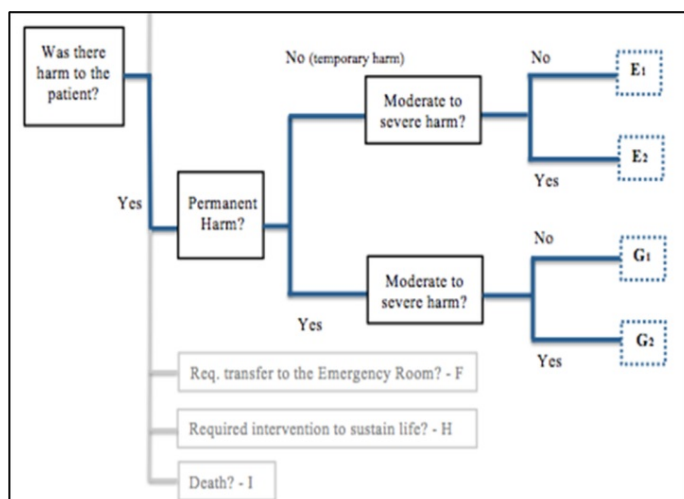 Was there
harm to the
patient?
Yes
Permanent
Harm?
No (temporary harm)
Moderate to
severe harm?
No
E1
Yes
E2
Yes
Moderate to
severe harm?
No
G1
Yes
G2
Req. transfer to the Emergency Room? - F
Required intervention to sustain life? - H
Death? - I